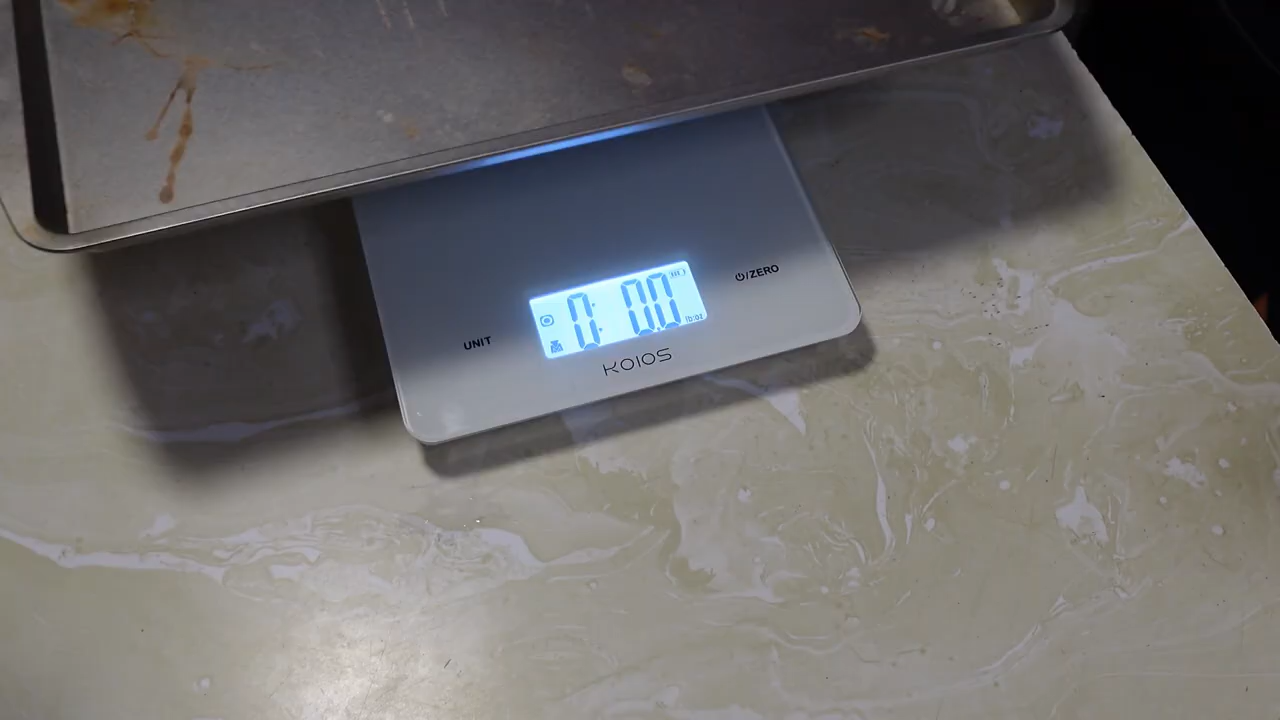 ⏻/ZERO
0: 00
lb:oz
UNIT
KOIOS